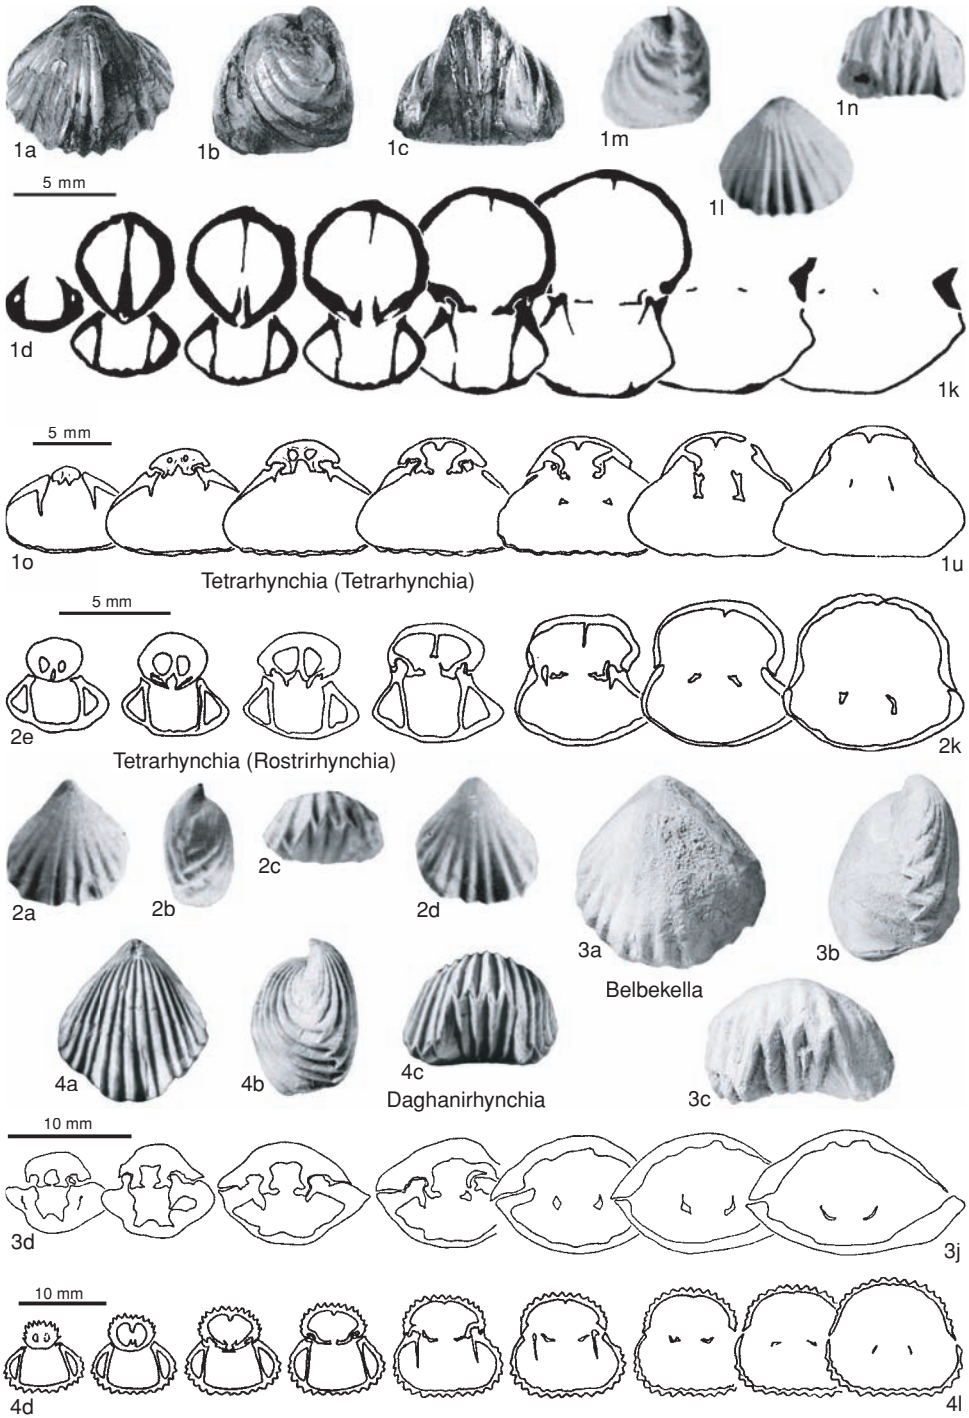 1a
1b
1c
1m
1n
1l
5 mm
1d
1k
5 mm
1o
1u
Tetrarhynchia (Tetrarhynchia)
5 mm
2e
2k
Tetrarhynchia (Rostrirhynchia)
2a
2b
2c
2d
3a
3b
Belbekella
4a
4b
4c
3c
Daghanirhynchia
10 mm
3d
3j
10 mm
4d
4l